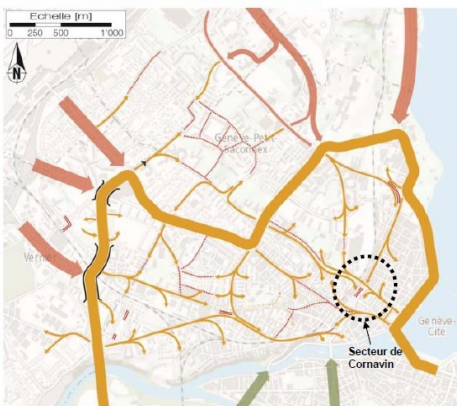 Echelle [m]
0 250 500 1'000
N
Genève-Petit-
Saconnex
Vernier
Genève-
Cité
Secteur de
Cornavin